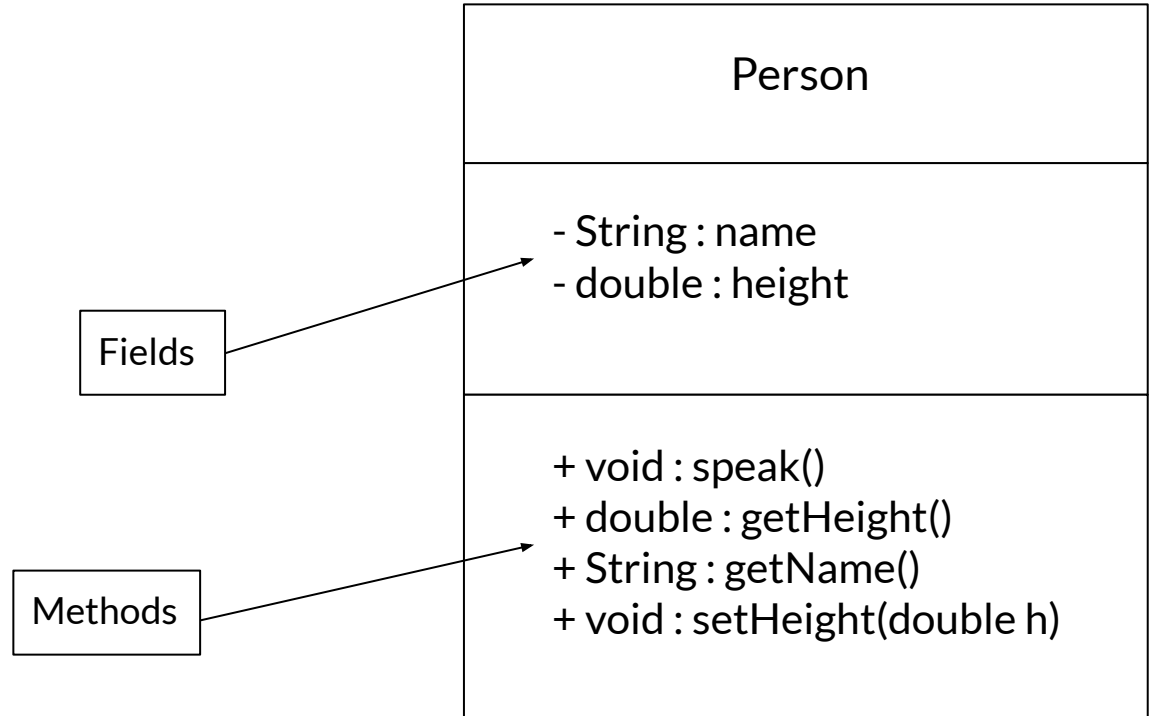 Person
- String : name
- double : height
Fields
+ void : speak()
+ double : getHeight()
+ String : getName()
+ void : setHeight(double h)
Methods